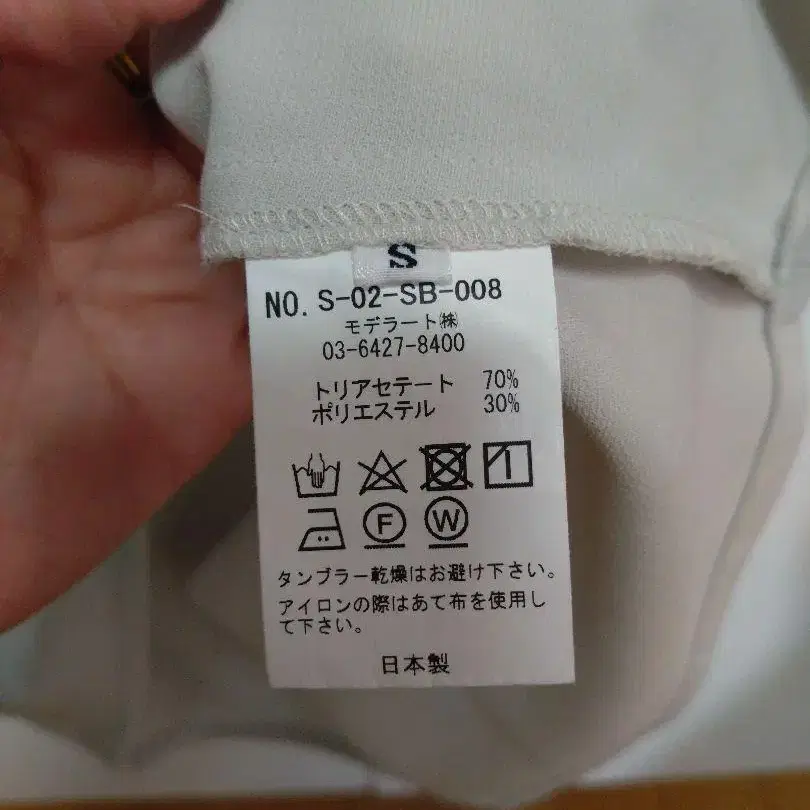 S
NO. S-02-SB-008
モデラート㈱
03-6427-8400
トリアセテート 70%
ポリエステル 30%
F W
タンブラー乾燥はお避け下さい。
アイロンの際はあて布を使用し
て下さい。
日本製